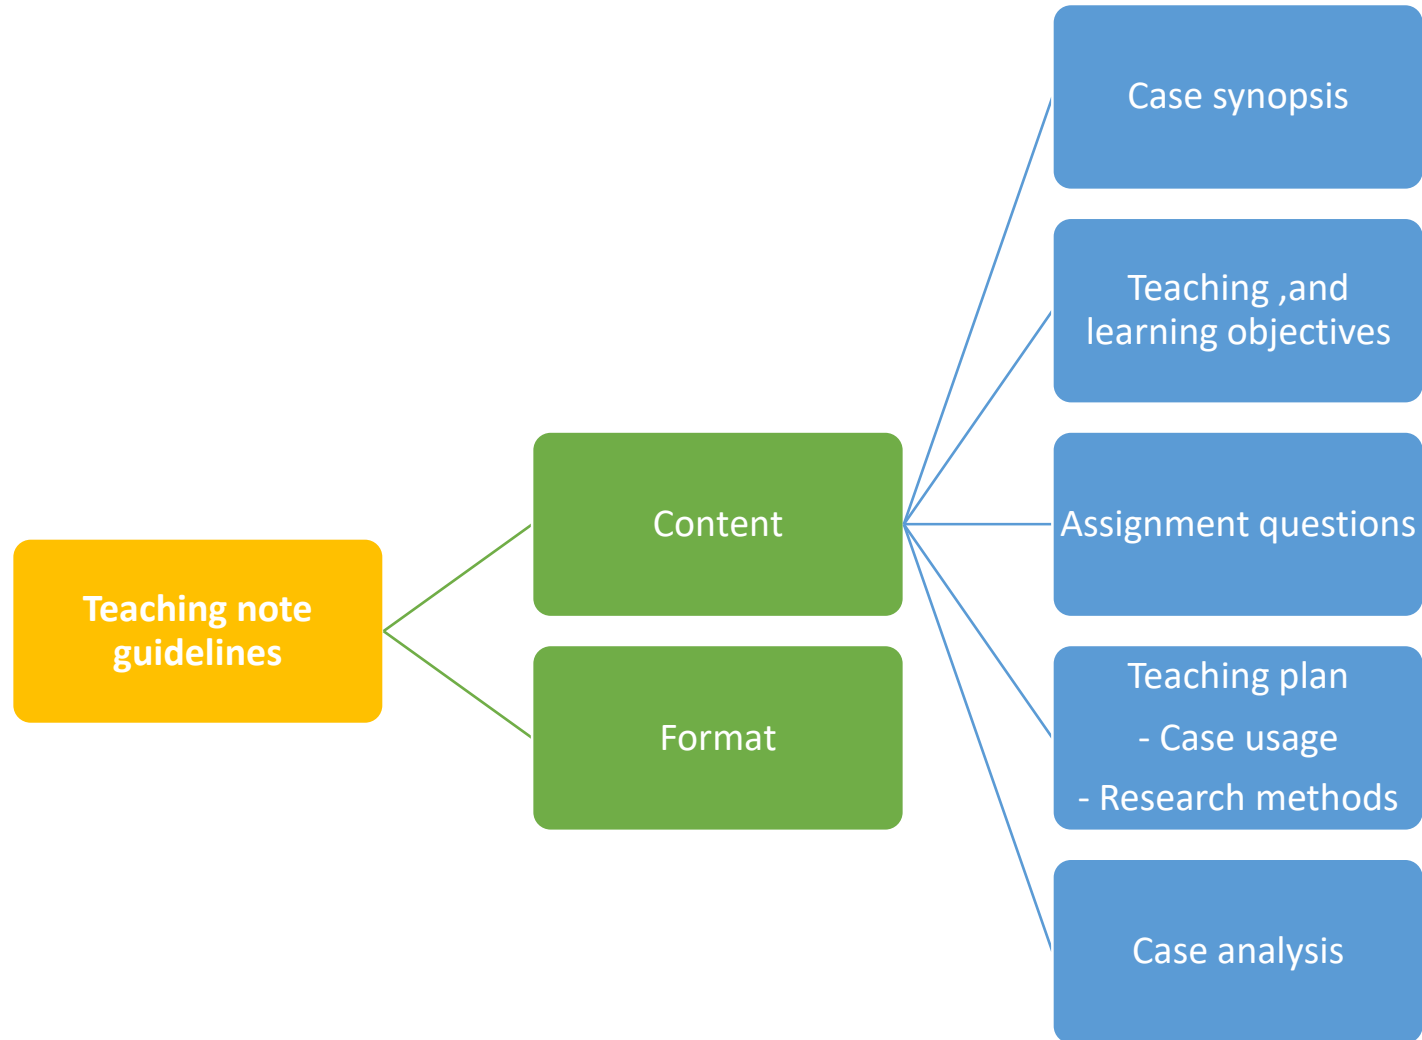 Teaching note
guidelines
Content
Format
Case synopsis
Teaching ,and
learning objectives
Assignment questions
Teaching plan
- Case usage
- Research methods
Case analysis